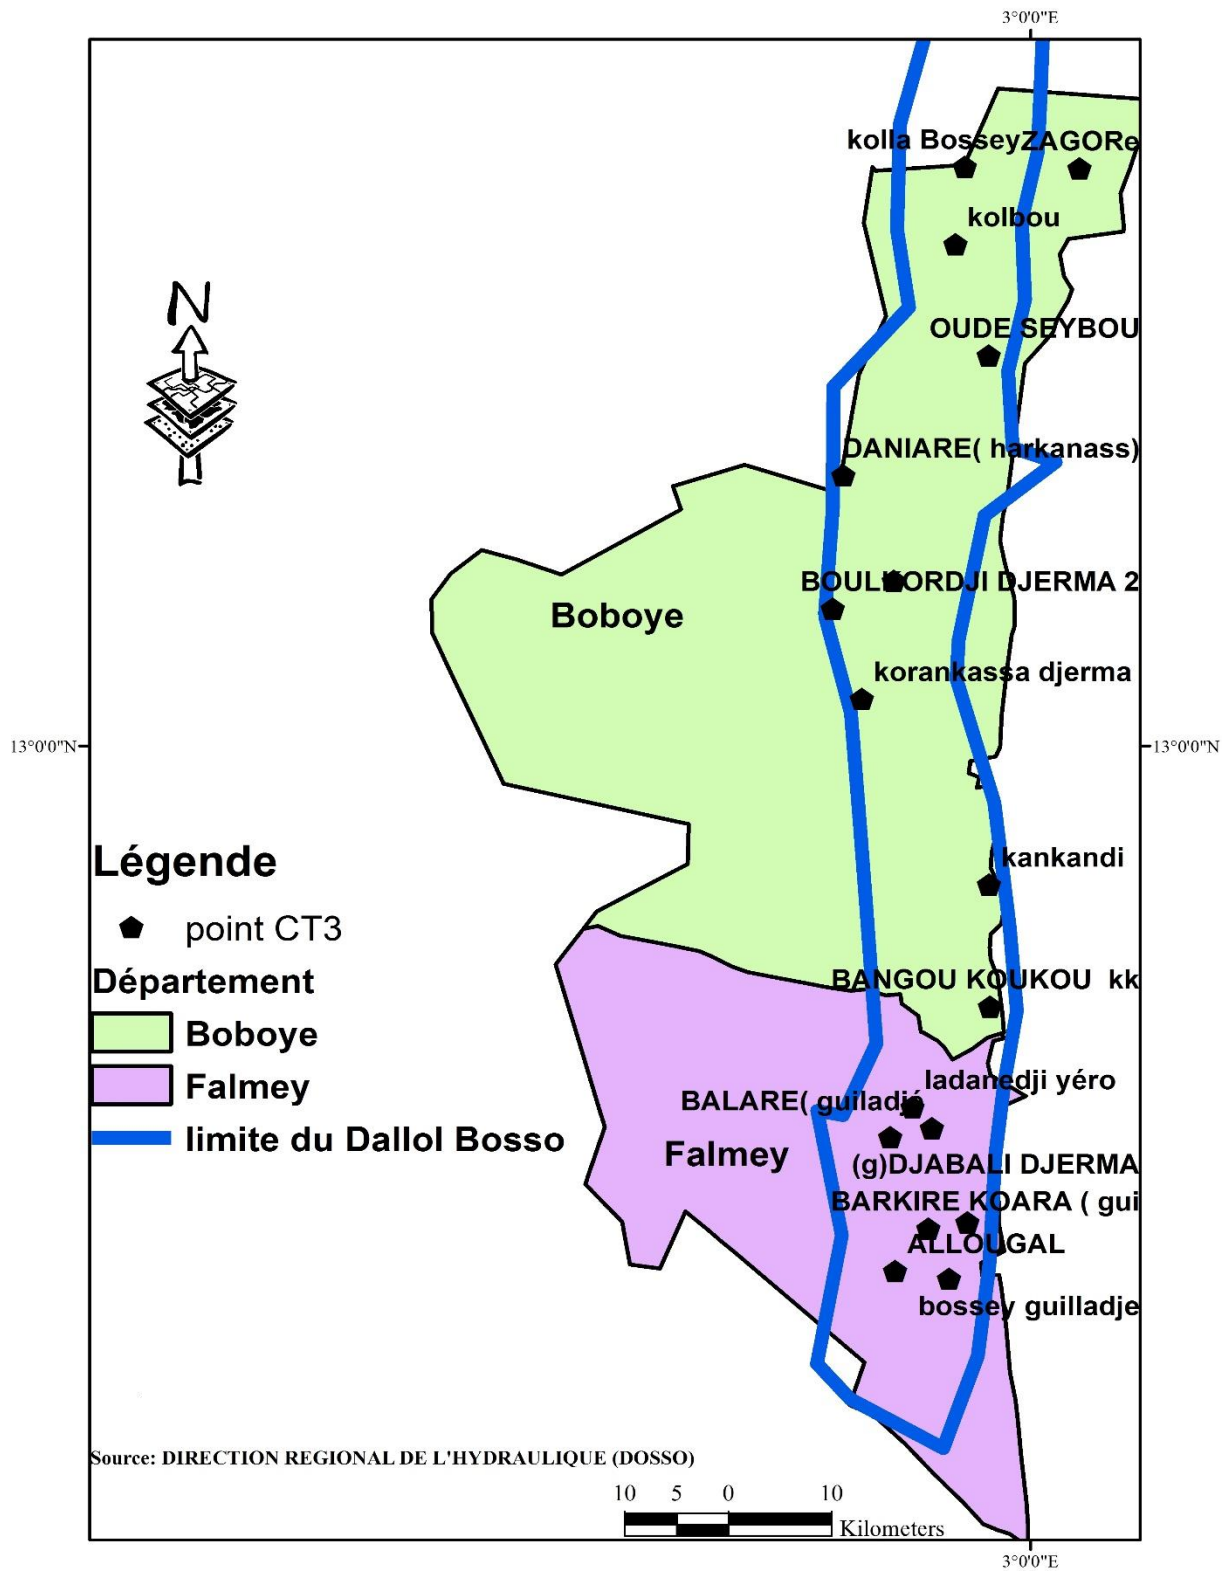 3°0'0"E
kolla Bossey
ZAGORe
N
kolbou
OUDE SEYBOU
DANIARE( harkanass)
DJERMA 2
Boboye
korankassa djerma
13°0'0"N
13°0'0"N
Légende
kankandi
point CT3
Département
BANGOU KOUKOU kk
Boboye
Falmey
ladanedji yéro
BALARE( guiladjé
limite du Dallol Bosso
Falmey
(g)DJABALI DJERMA
BARKIRE KOARA ( gui
ALLOUGAL
bossey guilladje
Source: DIRECTION REGIONAL DE L'HYDRAULIQUE (DOSSO)
10 5 0 10
Kilometers
3°0'0"E